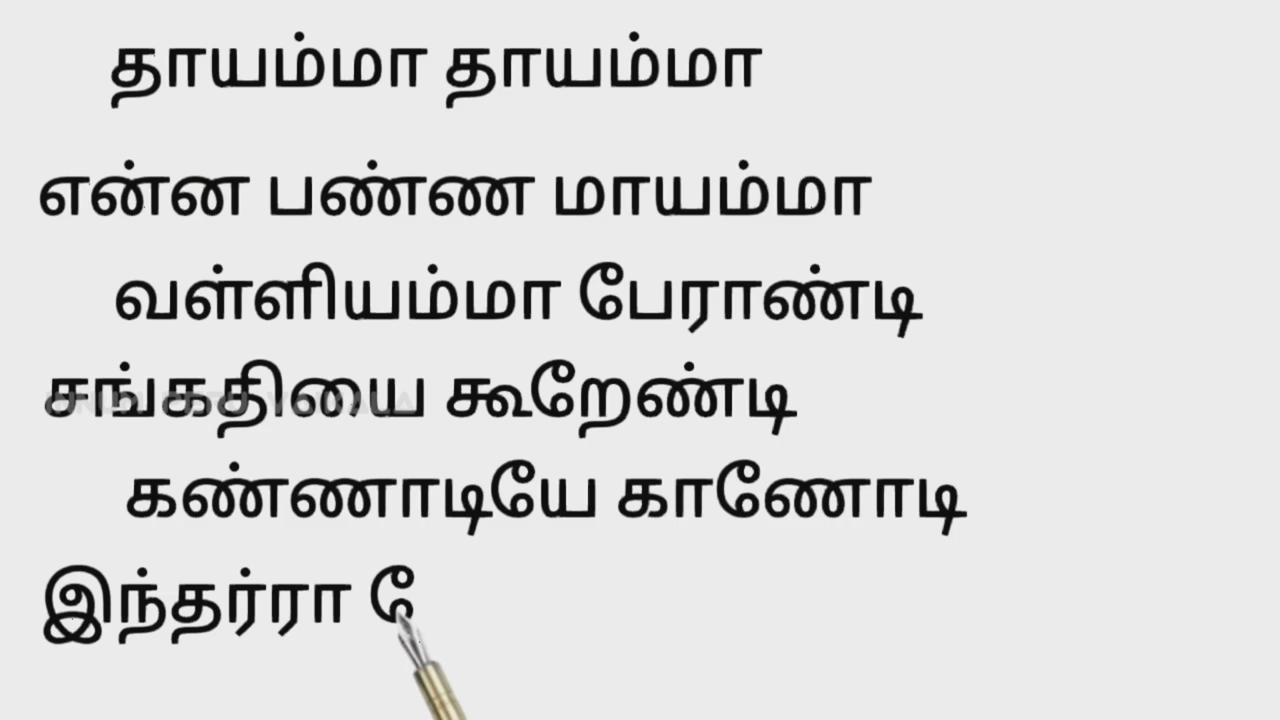 தாயம்மா தாயம்மா
என்ன பண்ண மாயம்மா
வள்ளியம்மா பேராண்டி
சங்கதியை கூறேண்டி
கண்ணாடியே காணோடி
இந்தர்ரா